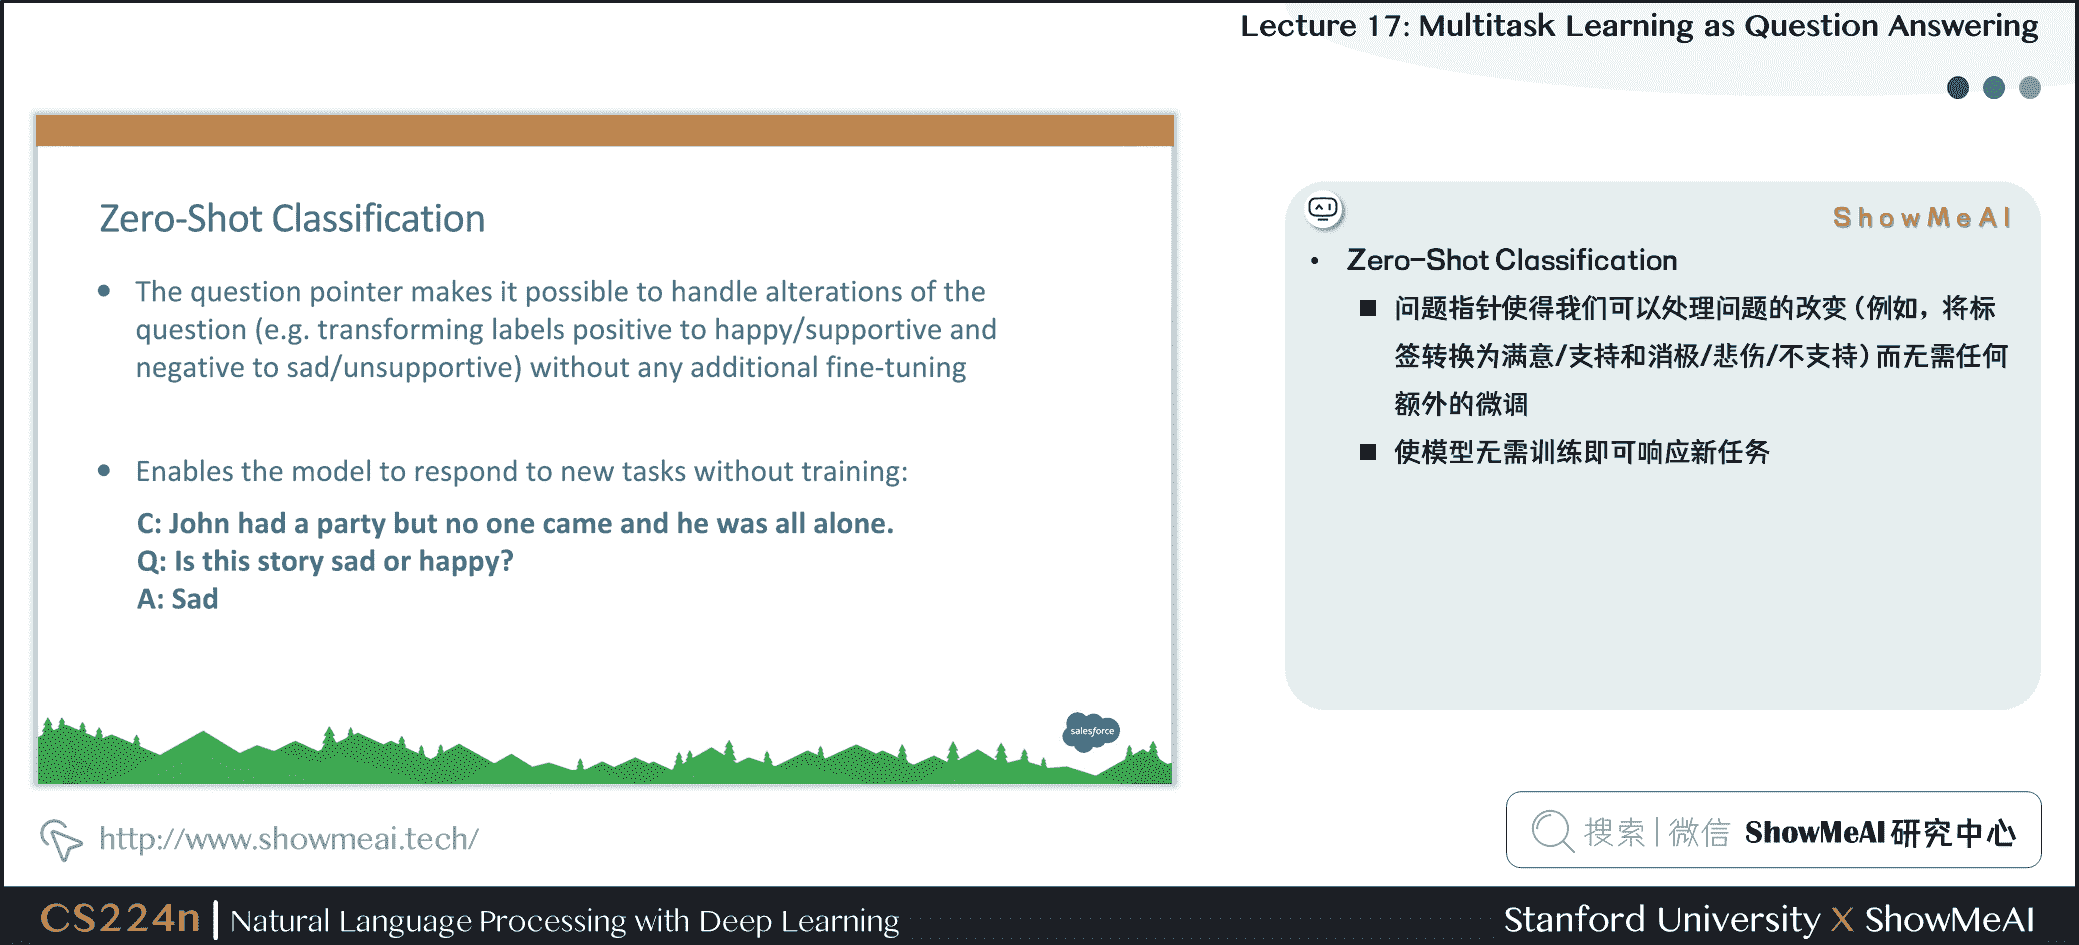 Lecture 17: Multitask Learning as Question Answering
Zero-Shot Classification
• The question pointer makes it possible to handle alterations of the
question (e.g. transforming labels positive to happy/supportive and
negative to sad/unsupportive) without any additional fine-tuning
• Enables the model to respond to new tasks without training:
C: John had a party but no one came and he was all alone.
Q: Is this story sad or happy?
A: Sad
salesforce
ShowMeAI
• Zero-Shot Classification
■ 问题指针使得我们可以处理问题的改变（例如，将标
签转换为满意/支持和消极/悲伤/不支持）而无需任何
额外的微调
■ 使模型无需训练即可响应新任务
http://www.showmeai.tech/
搜索|微信 ShowMeAI 研究中心
CS224n | Natural Language Processing with Deep Learning
Stanford University X ShowMeAI